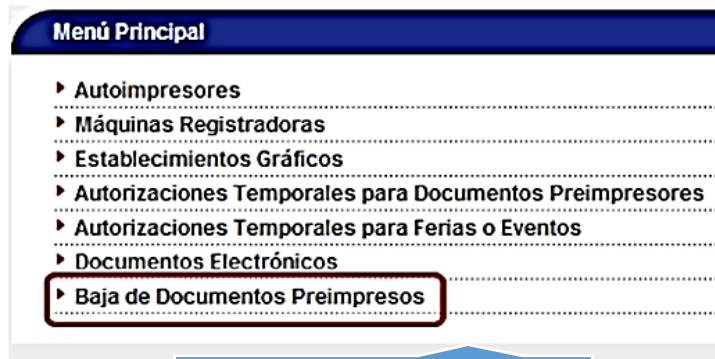 Menú Principal
Autoimpresores
Máquinas Registradoras
Establecimientos Gráficos
Autorizaciones Temporales para Documentos Preimpresores
Autorizaciones Temporales para Ferias o Eventos
Documentos Electrónicos
Baja de Documentos Preimpresos